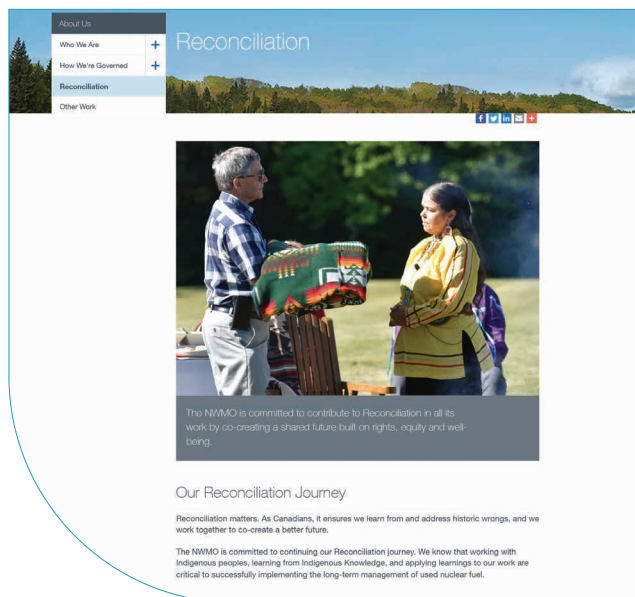 About Us
Who We Are
How We're Governed
Reconciliation
Other Work
Reconciliation
The NWMO is committed to contribute to Reconciliation in all its
work by co-creating a shared future built on rights, equity and well-
being.
Our Reconciliation Journey
Reconciliation matters. As Canadians, it ensures we learn from and address historic wrongs, and we
work together to co-create a better future.
The NWMO is committed to continuing our Reconciliation journey. We know that working with
Indigenous peoples, learning from Indigenous Knowledge, and applying learnings to our work are
critical to successfully implementing the long-term management of used nuclear fuel.